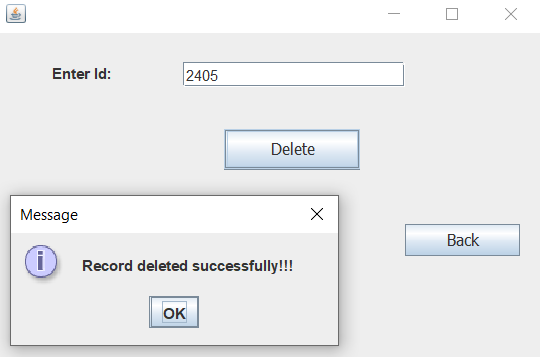 Enter Id:
2405
Delete
Back
Message
Record deleted successfully!!!
OK